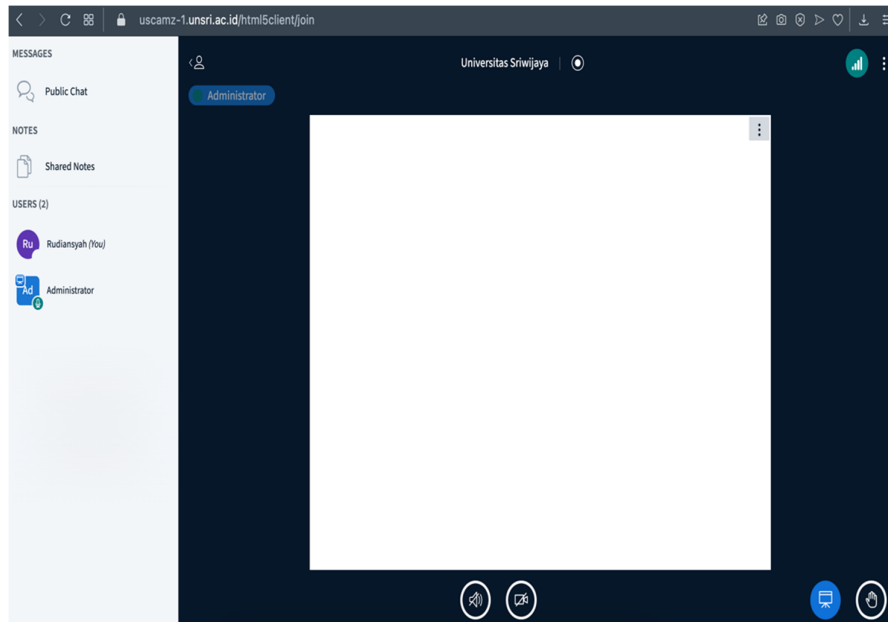 uscamz-1.unsri.ac.id/html5client/join
MESSAGES
Public Chat
NOTES
Shared Notes
USERS (2)
Ru
Rudiansyah (You)
Ad
Administrator
Universitas Sriwijaya
Administrator